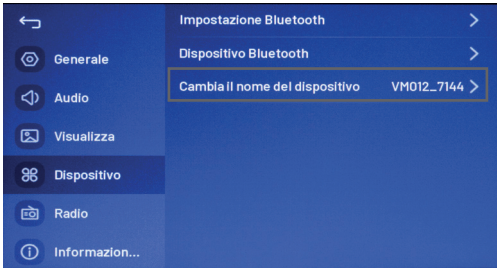 Impostazione Bluetooth
Generale
Dispositivo Bluetooth
Audio
Cambia il nome del dispositivo VM012_7144
Visualizza
Dispositivo
Radio
Informazion...